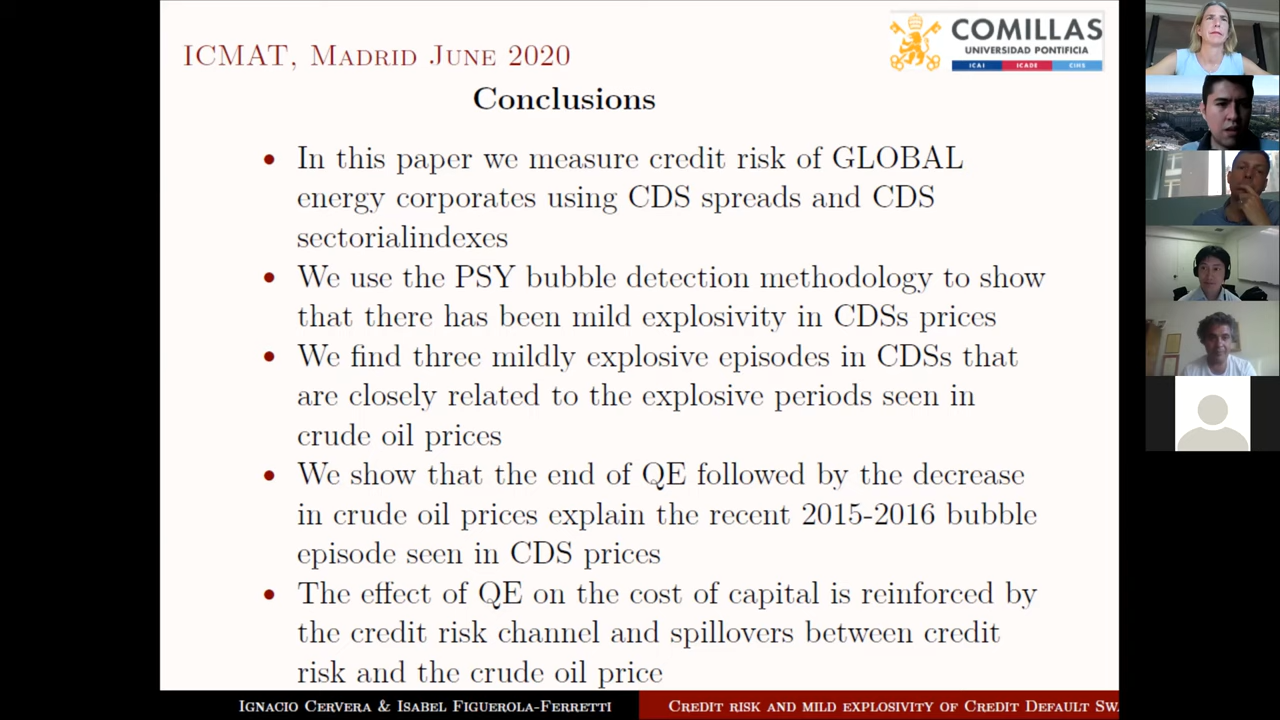 ICMAT, Madrid June 2020
COMILLAS
UNIVERSIDAD PONTIFICIA
ICAI ICADE CIHS
Conclusions
• In this paper we measure credit risk of GLOBAL
energy corporates using CDS spreads and CDS
sectorialindexes
• We use the PSY bubble detection methodology to show
that there has been mild explosivity in CDSs prices
• We find three mildly explosive episodes in CDSs that
are closely related to the explosive periods seen in
crude oil prices
• We show that the end of QE followed by the decrease
in crude oil prices explain the recent 2015-2016 bubble
episode seen in CDS prices
• The effect of QE on the cost of capital is reinforced by
the credit risk channel and spillovers between credit
risk and the crude oil price
Ignacio Cervera & Isabel Figuerola-Ferretti Credit risk and mild explosivity of Credit Default Swa